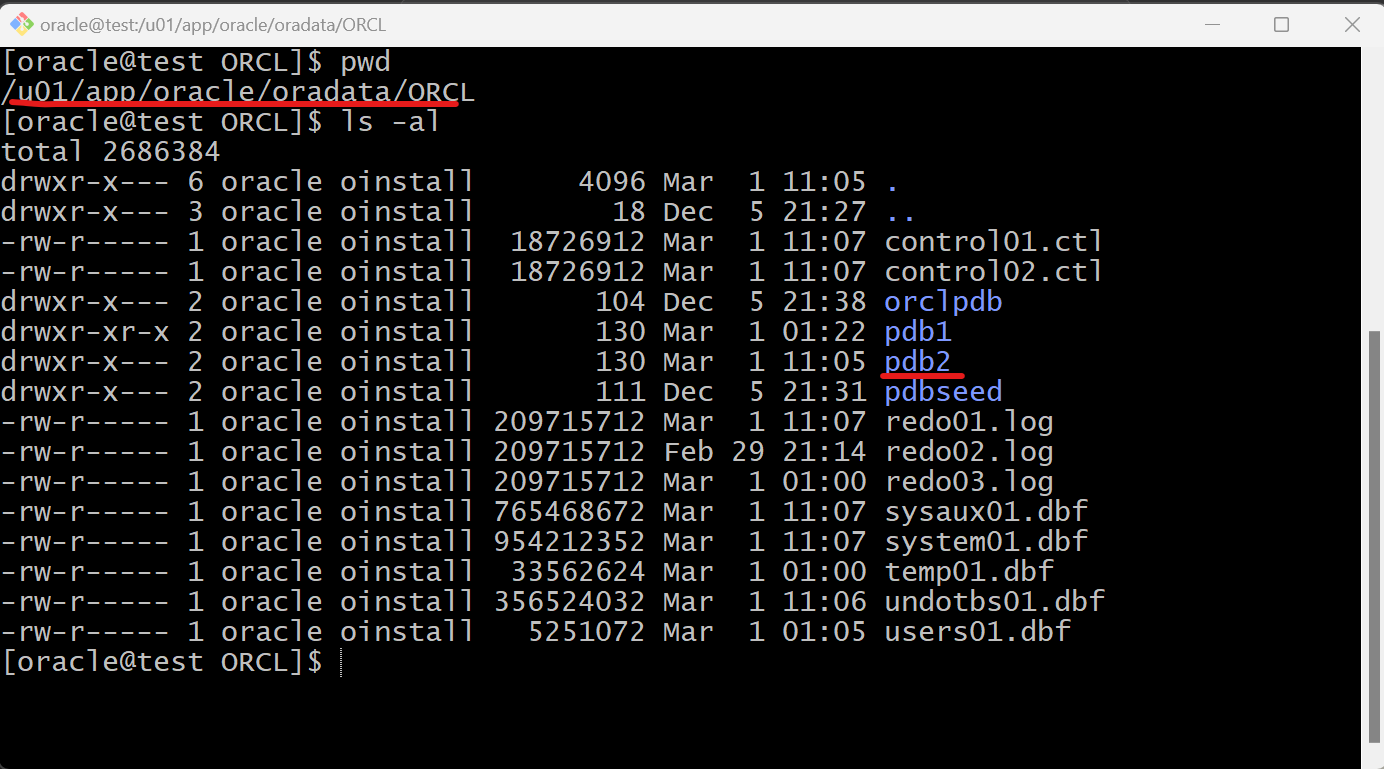 oracle@test:/u01/app/oracle/oradata/ORCL
[oracle@test ORCL]$ pwd
/u01/app/oracle/oradata/ORCL
[oracle@test ORCL]$ ls -al
total 2686384
drwxr-x--- 6 oracle oinstall      4096 Mar  1 11:05 .
drwxr-x--- 3 oracle oinstall        18 Dec  5 21:27 ..
-rw-r----- 1 oracle oinstall  18726912 Mar  1 11:07 control01.ctl
-rw-r----- 1 oracle oinstall  18726912 Mar  1 11:07 control02.ctl
drwxr-x--- 2 oracle oinstall       104 Dec  5 21:38 orclpdb
drwxr-xr-x 2 oracle oinstall       130 Mar  1 01:22 pdb1
drwxr-x--- 2 oracle oinstall       130 Mar  1 11:05 pdb2
drwxr-x--- 2 oracle oinstall       111 Dec  5 21:31 pdbseed
-rw-r----- 1 oracle oinstall 209715712 Mar  1 11:07 redo01.log
-rw-r----- 1 oracle oinstall 209715712 Feb 29 21:14 redo02.log
-rw-r----- 1 oracle oinstall 209715712 Mar  1 01:00 redo03.log
-rw-r----- 1 oracle oinstall 765468672 Mar  1 11:07 sysaux01.dbf
-rw-r----- 1 oracle oinstall 954212352 Mar  1 11:07 system01.dbf
-rw-r----- 1 oracle oinstall  33562624 Mar  1 01:00 temp01.dbf
-rw-r----- 1 oracle oinstall 356524032 Mar  1 11:06 undotbs01.dbf
-rw-r----- 1 oracle oinstall   5251072 Mar  1 01:05 users01.dbf
[oracle@test ORCL]$